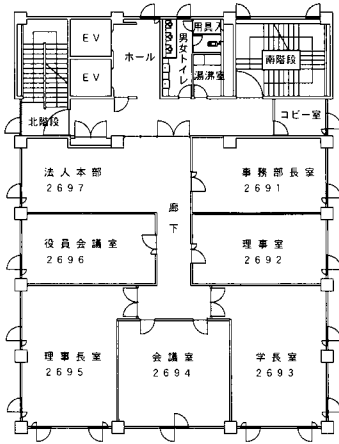 EV
ホール
男女トイレ
用具入
湯沸室
南階段
EV
北階段
コピー室
法人本部
2697
事務部長室
2691
廊下
役員会議室
2696
理事室
2692
理事長室
2695
会議室
2694
学長室
2693